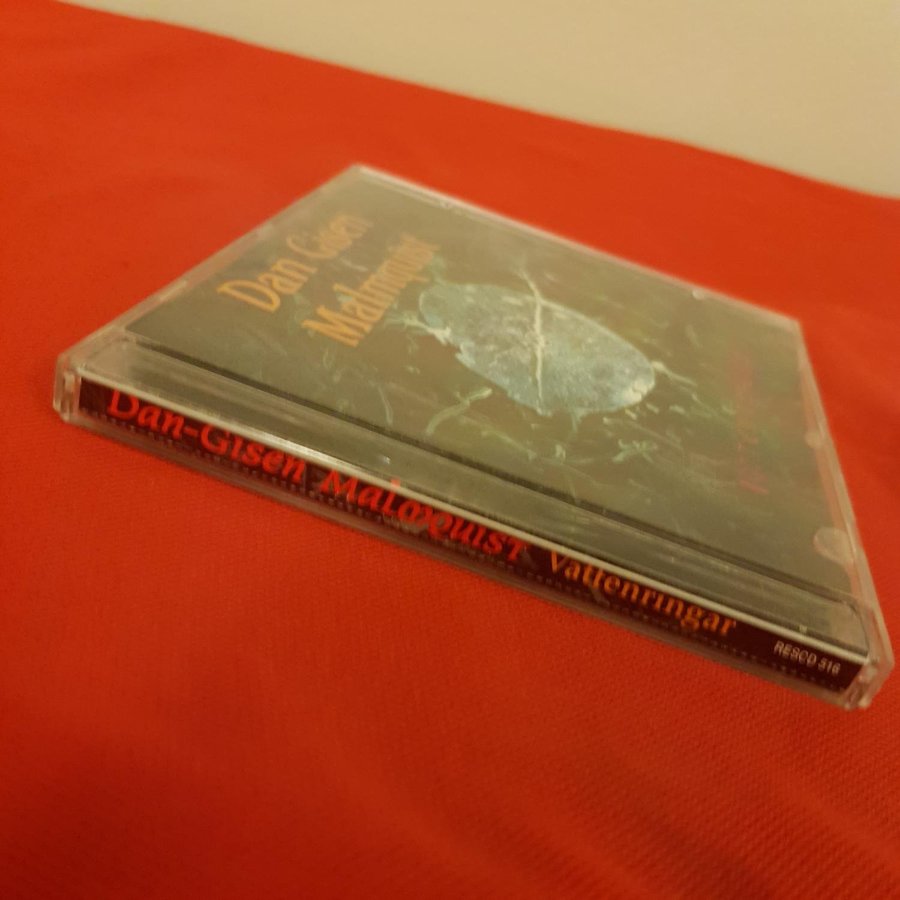 Dan Gisen
Malmquist
Dan-Gisen Malmquist Vattenringar RESCD 516